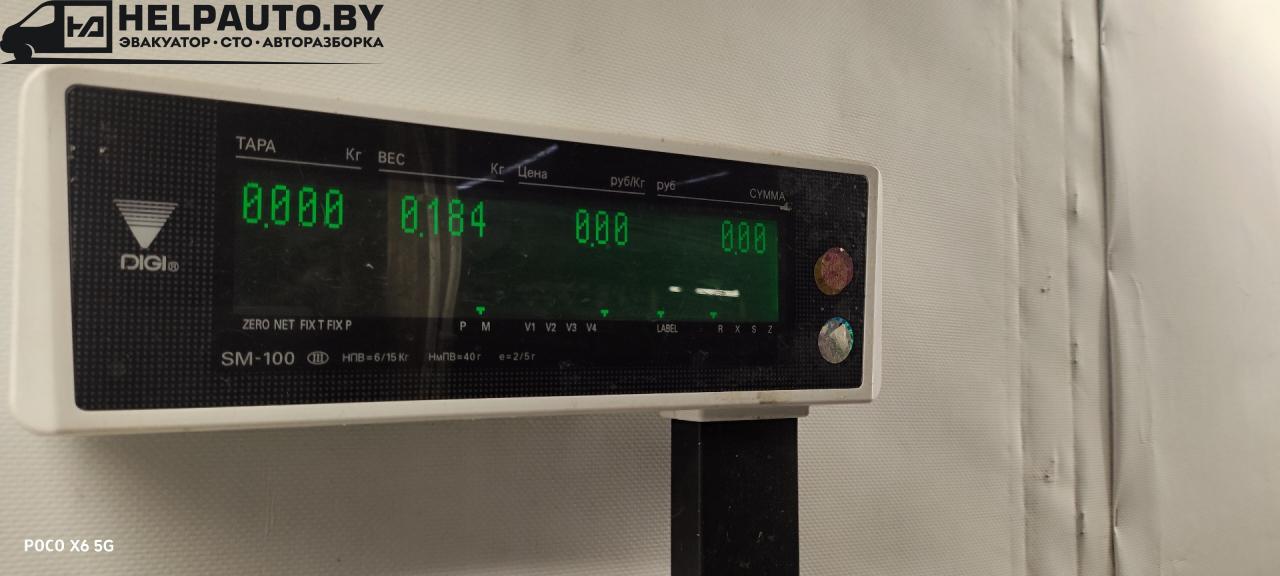 HELPAUTO.BY
ЭВАКУАТОР·СТО·АВТОРАЗБОРКА
ТАРА Кг ВЕС Кг Цена руб/Кг руб СУММА
0.000 0.184 0.00 0.00
DIGI®
ZERO NET FIX T FIX P P M V1 V2 V3 V4 LABEL R X S Z
SM-100 III НПВ=6/15 Кг НмПВ=40 г е=2/5 г
POCO X6 5G